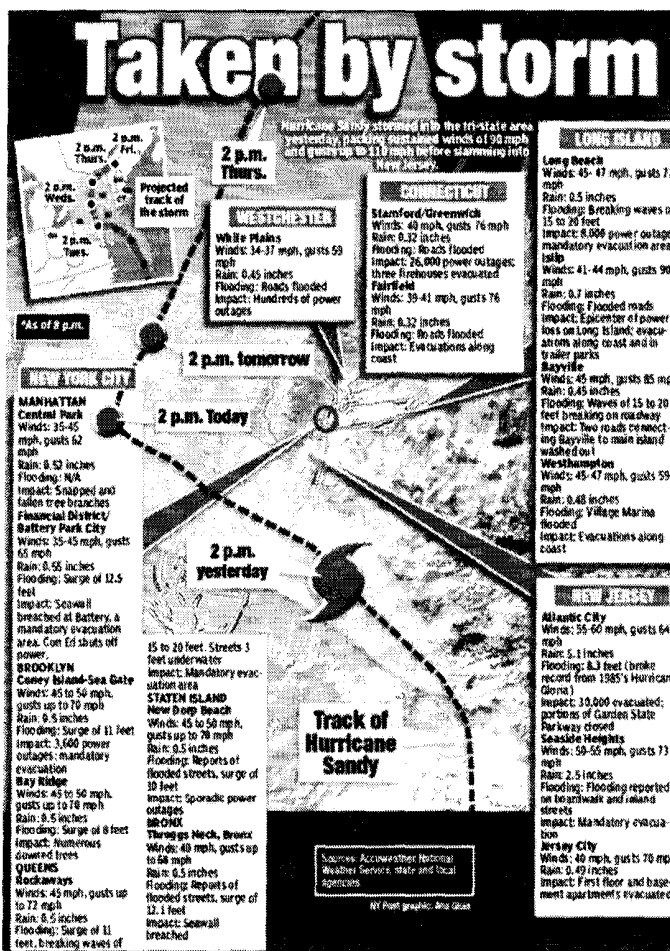 Taken by storm
Hurricane Sandy stormed into the tri-state area
yesterday, packing sustained winds of 90 mph
and gusts up to 110 mph before slamming into
New Jersey.
2 p.m.
Thurs.
2 p.m.
Fri.
2 p.m.
Weds.
2 p.m.
Tues.
Projected
track of
the storm
*As of 8 p.m.
2 p.m.
Thurs.
2 p.m. tomorrow
2 p.m. Today
2 p.m.
yesterday
Track of
Hurricane
Sandy
WESTCHESTER
White Plains
Winds: 34-37 mph, gusts 59
mph
Rain: 0.45 inches
Flooding: Roads flooded
Impact: Hundreds of power
outages
CONNECTICUT
Stamford/Greenwich
Winds: 40 mph, gusts 76 mph
Rain: 0.32 inches
Flooding: Roads flooded
Impact: 26,000 power outages;
three firehouses evacuated
Fairfield
Winds: 39-41 mph, gusts 76
mph
Rain: 0.32 inches
Flooding: Roads flooded
Impact: Evacuations along
coast
NEW YORK CITY
MANHATTAN
Central Park
Winds: 35-45
mph, gusts 62
mph
Rain: 0.52 inches
Flooding: N/A
Impact: Snapped and
fallen tree branches
Financial District/
Battery Park City
Winds: 35-45 mph, gusts
65 mph
Rain: 0.55 inches
Flooding: Surge of 12.5
feet
Impact: Seawall
breached at Battery, a
mandatory evacuation
area. Con Ed shuts off
power.
BROOKLYN
Coney Island-Sea Gate
Winds: 45 to 50 mph,
gusts up to 70 mph
Rain: 0.5 inches
Flooding: Surge of 11 feet
Impact: 3,600 power
outages; mandatory
evacuation
Bay Ridge
Winds: 45 to 50 mph,
gusts up to 70 mph
Rain: 0.5 inches
Flooding: Surge of 8 feet
Impact: Numerous
downed trees
QUEENS
Rockaways
Winds: 45 mph, gusts up
to 72 mph
Rain: 0.5 inches
Flooding: Surge of 11
feet, breaking waves of
15 to 20 feet. Streets 3
feet underwater
Impact: Mandatory evac-
uation area
STATEN ISLAND
New Dorp Beach
Winds: 45 to 50 mph,
gusts up to 70 mph
Rain: 0.5 inches
Flooding: Reports of
flooded streets, surge of
10 feet
Impact: Sporadic power
outages
BRONX
Throggs Neck, Bronx
Winds: 40 mph, gusts up
to 68 mph
Rain: 0.5 inches
Flooding: Reports of
flooded streets, surge of
12.1 feet
Impact: Seawall
breached
LONG ISLAND
Long Beach
Winds: 45- 47 mph, gusts
mph
Rain: 0.5 inches
Flooding: Breaking waves
15 to 20 feet
Impact: 8,000 power
mandatory evacuation area
Islip
Winds: 41-44 mph, gusts 90
mph
Rain: 0.7 inches
Flooding: Flooded roads
Impact: Epicenter of power
loss on Long Island; evacu-
ations along coast and in
trailer parks
Bayville
Winds: 45 mph, gusts 85
Rain: 0.45 inches
Flooding: Waves of 15 to 20
feet breaking on roadway
Impact: Two roads connect-
ing Bayville to main island
washed out
Westhampton
Winds: 45-47 mph, gusts 59
mph
Rain: 0.48 inches
Flooding: Village Marina
flooded
Impact: Evacuations along
coast
NEW JERSEY
Atlantic City
Winds: 55-60 mph, gusts 64
mph
Rain: 5.1 inches
Flooding: 8.3 feet (broke
record from 1985's Hurricane
Gloria)
Impact: 30,000 evacuated;
portions of Garden State
Parkway closed
Seaside Heights
Winds: 50-55 mph, gusts 73
mph
Rain: 2.5 inches
Flooding: Flooding reported
on boardwalk and inland
streets
Impact: Mandatory evacua-
tion
Jersey City
Winds: 40 mph, gusts 70
Rain: 0.49 inches
Impact: First floor and base-
ment apartments evacuated
Sources: Accuweather, National
Weather Service, state and local
agencies
NY Post graphic: